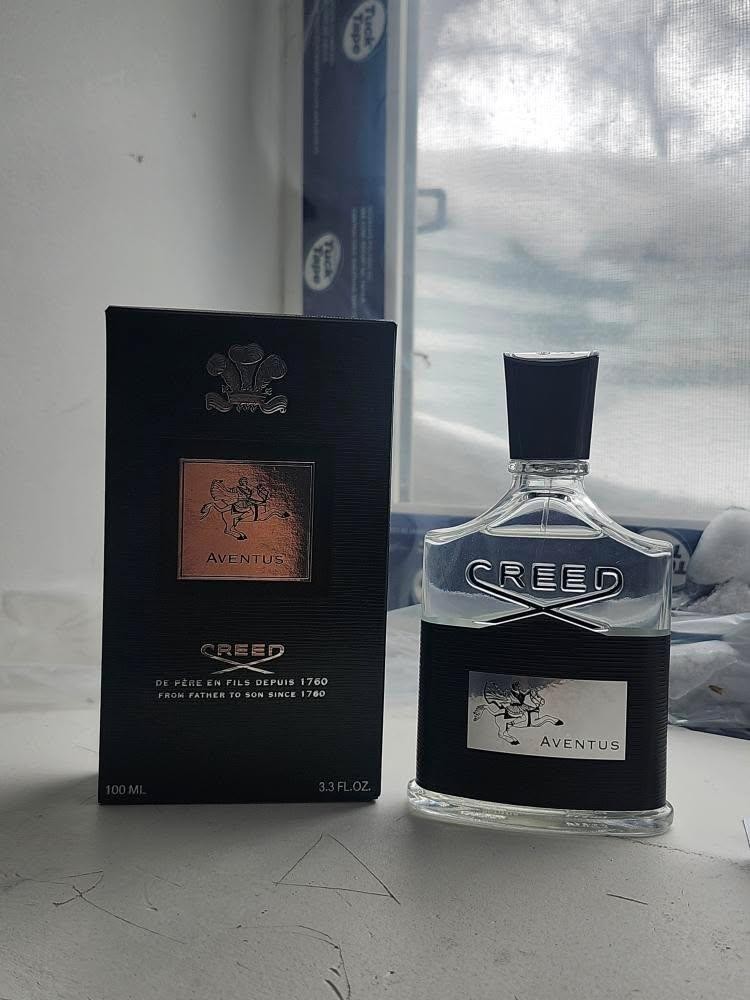 Tuck
Tape
Tuck
Tape
AVENTUS
CREED
DE PÈRE EN FILS DEPUIS 1760
FROM FATHER TO SON SINCE 1760
100 ML
3.3 FL.OZ.
CREED
AVENTUS